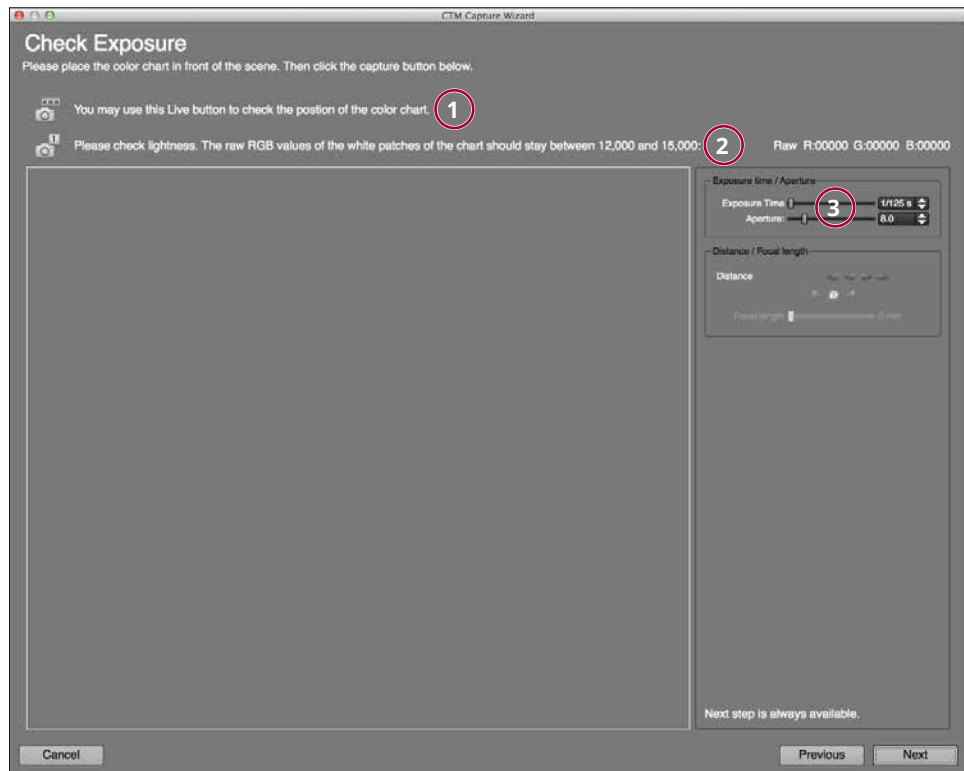 CTM Capture Wizard
Check Exposure
Please place the color chart in front of the scene. Then click the capture button below.
You may use this Live button to check the postion of the color chart. 1
Please check lightness. The raw RGB values of the white patches of the chart should stay between 12,000 and 15,000: 2 Raw R:00000 G:00000 B:00000
Exposure time / Aperture
Exposure Time 3 1/125 s
Aperture: 8.0
Distance / Focal length
Distance
Focal length 0 mm
Next step is always available.
Cancel Previous Next